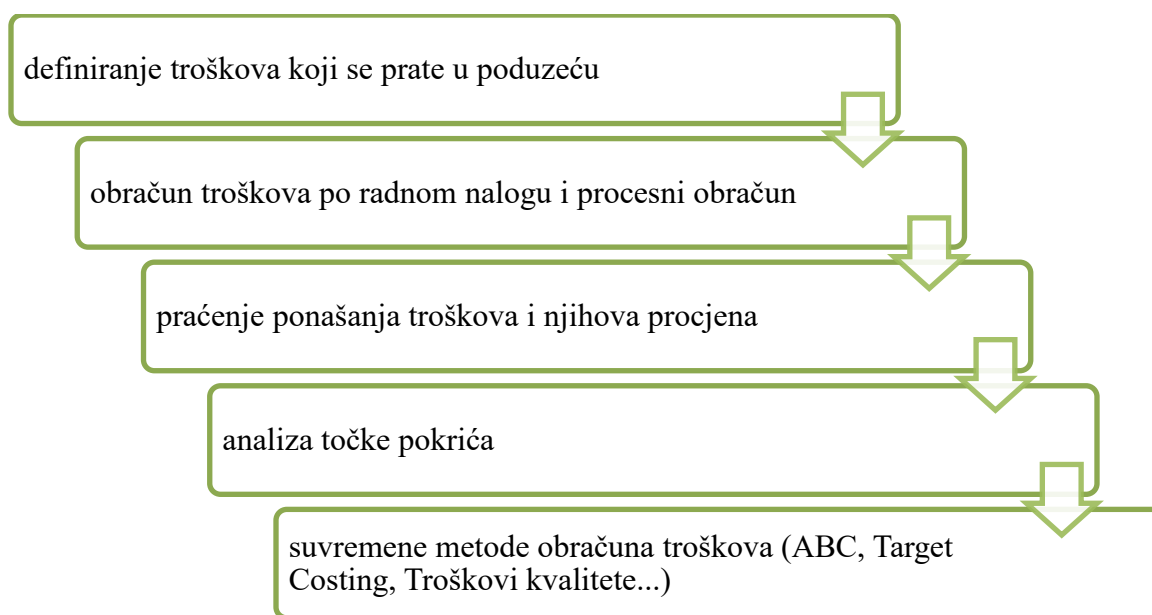 definiranje troškova koji se prate u poduzeću
obračun troškova po radnom nalogu i procesni obračun
praćenje ponašanja troškova i njihova procjena
analiza točke pokrića
suvremene metode obračuna troškova (ABC, Target
Costing, Troškovi kvalitete...)